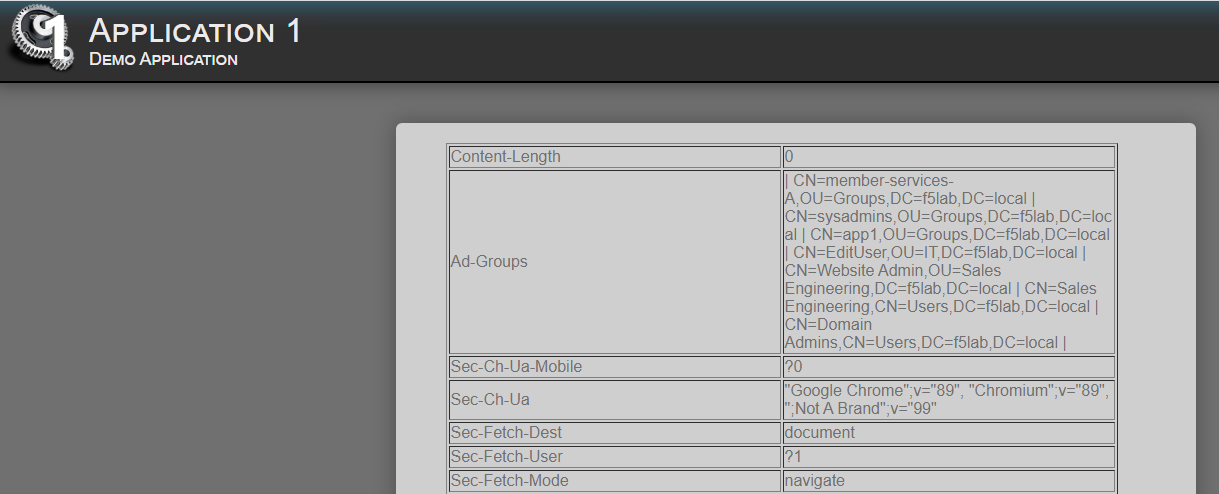 Application 1
Demo Application
Content-Length 0
Ad-Groups | CN=member-services-
A,OU=Groups,DC=f5lab,DC=local |
CN=sysadmins,OU=Groups,DC=f5lab,DC=loc
al | CN=app1,OU=Groups,DC=f5lab,DC=local
| CN=EditUser,OU=IT,DC=f5lab,DC=local |
CN=Website Admin,OU=Sales
Engineering,DC=f5lab,DC=local | CN=Sales
Engineering,CN=Users,DC=f5lab,DC=local |
CN=Domain
Admins,CN=Users,DC=f5lab,DC=local |
Sec-Ch-Ua-Mobile ?0
Sec-Ch-Ua "Google Chrome";v="89", "Chromium";v="89",
";Not A Brand";v="99"
Sec-Fetch-Dest document
Sec-Fetch-User ?1
Sec-Fetch-Mode navigate